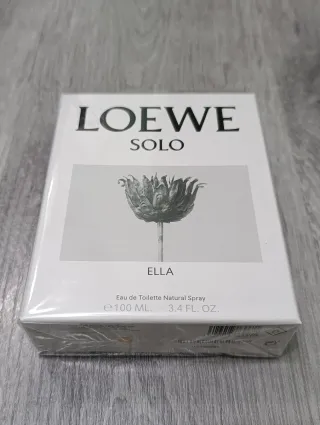 LOEWE
SOLO
ELLA
Eau de Toilette Natural Spray
℮100 ML. 3.4 FL. OZ.